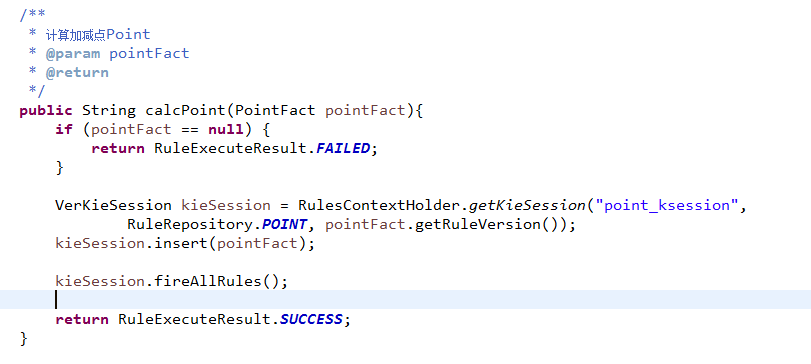 /**
 * 计算加减点Point
 * @param pointFact
 * @return
 */
public String calcPoint(PointFact pointFact){
    if (pointFact == null) {
        return RuleExecuteResult.FAILED;
    }

    VerKieSession kieSession = RulesContextHolder.getKieSession("point_ksession",
            RuleRepository.POINT, pointFact.getRuleVersion());
    kieSession.insert(pointFact);

    kieSession.fireAllRules();

    return RuleExecuteResult.SUCCESS;
}